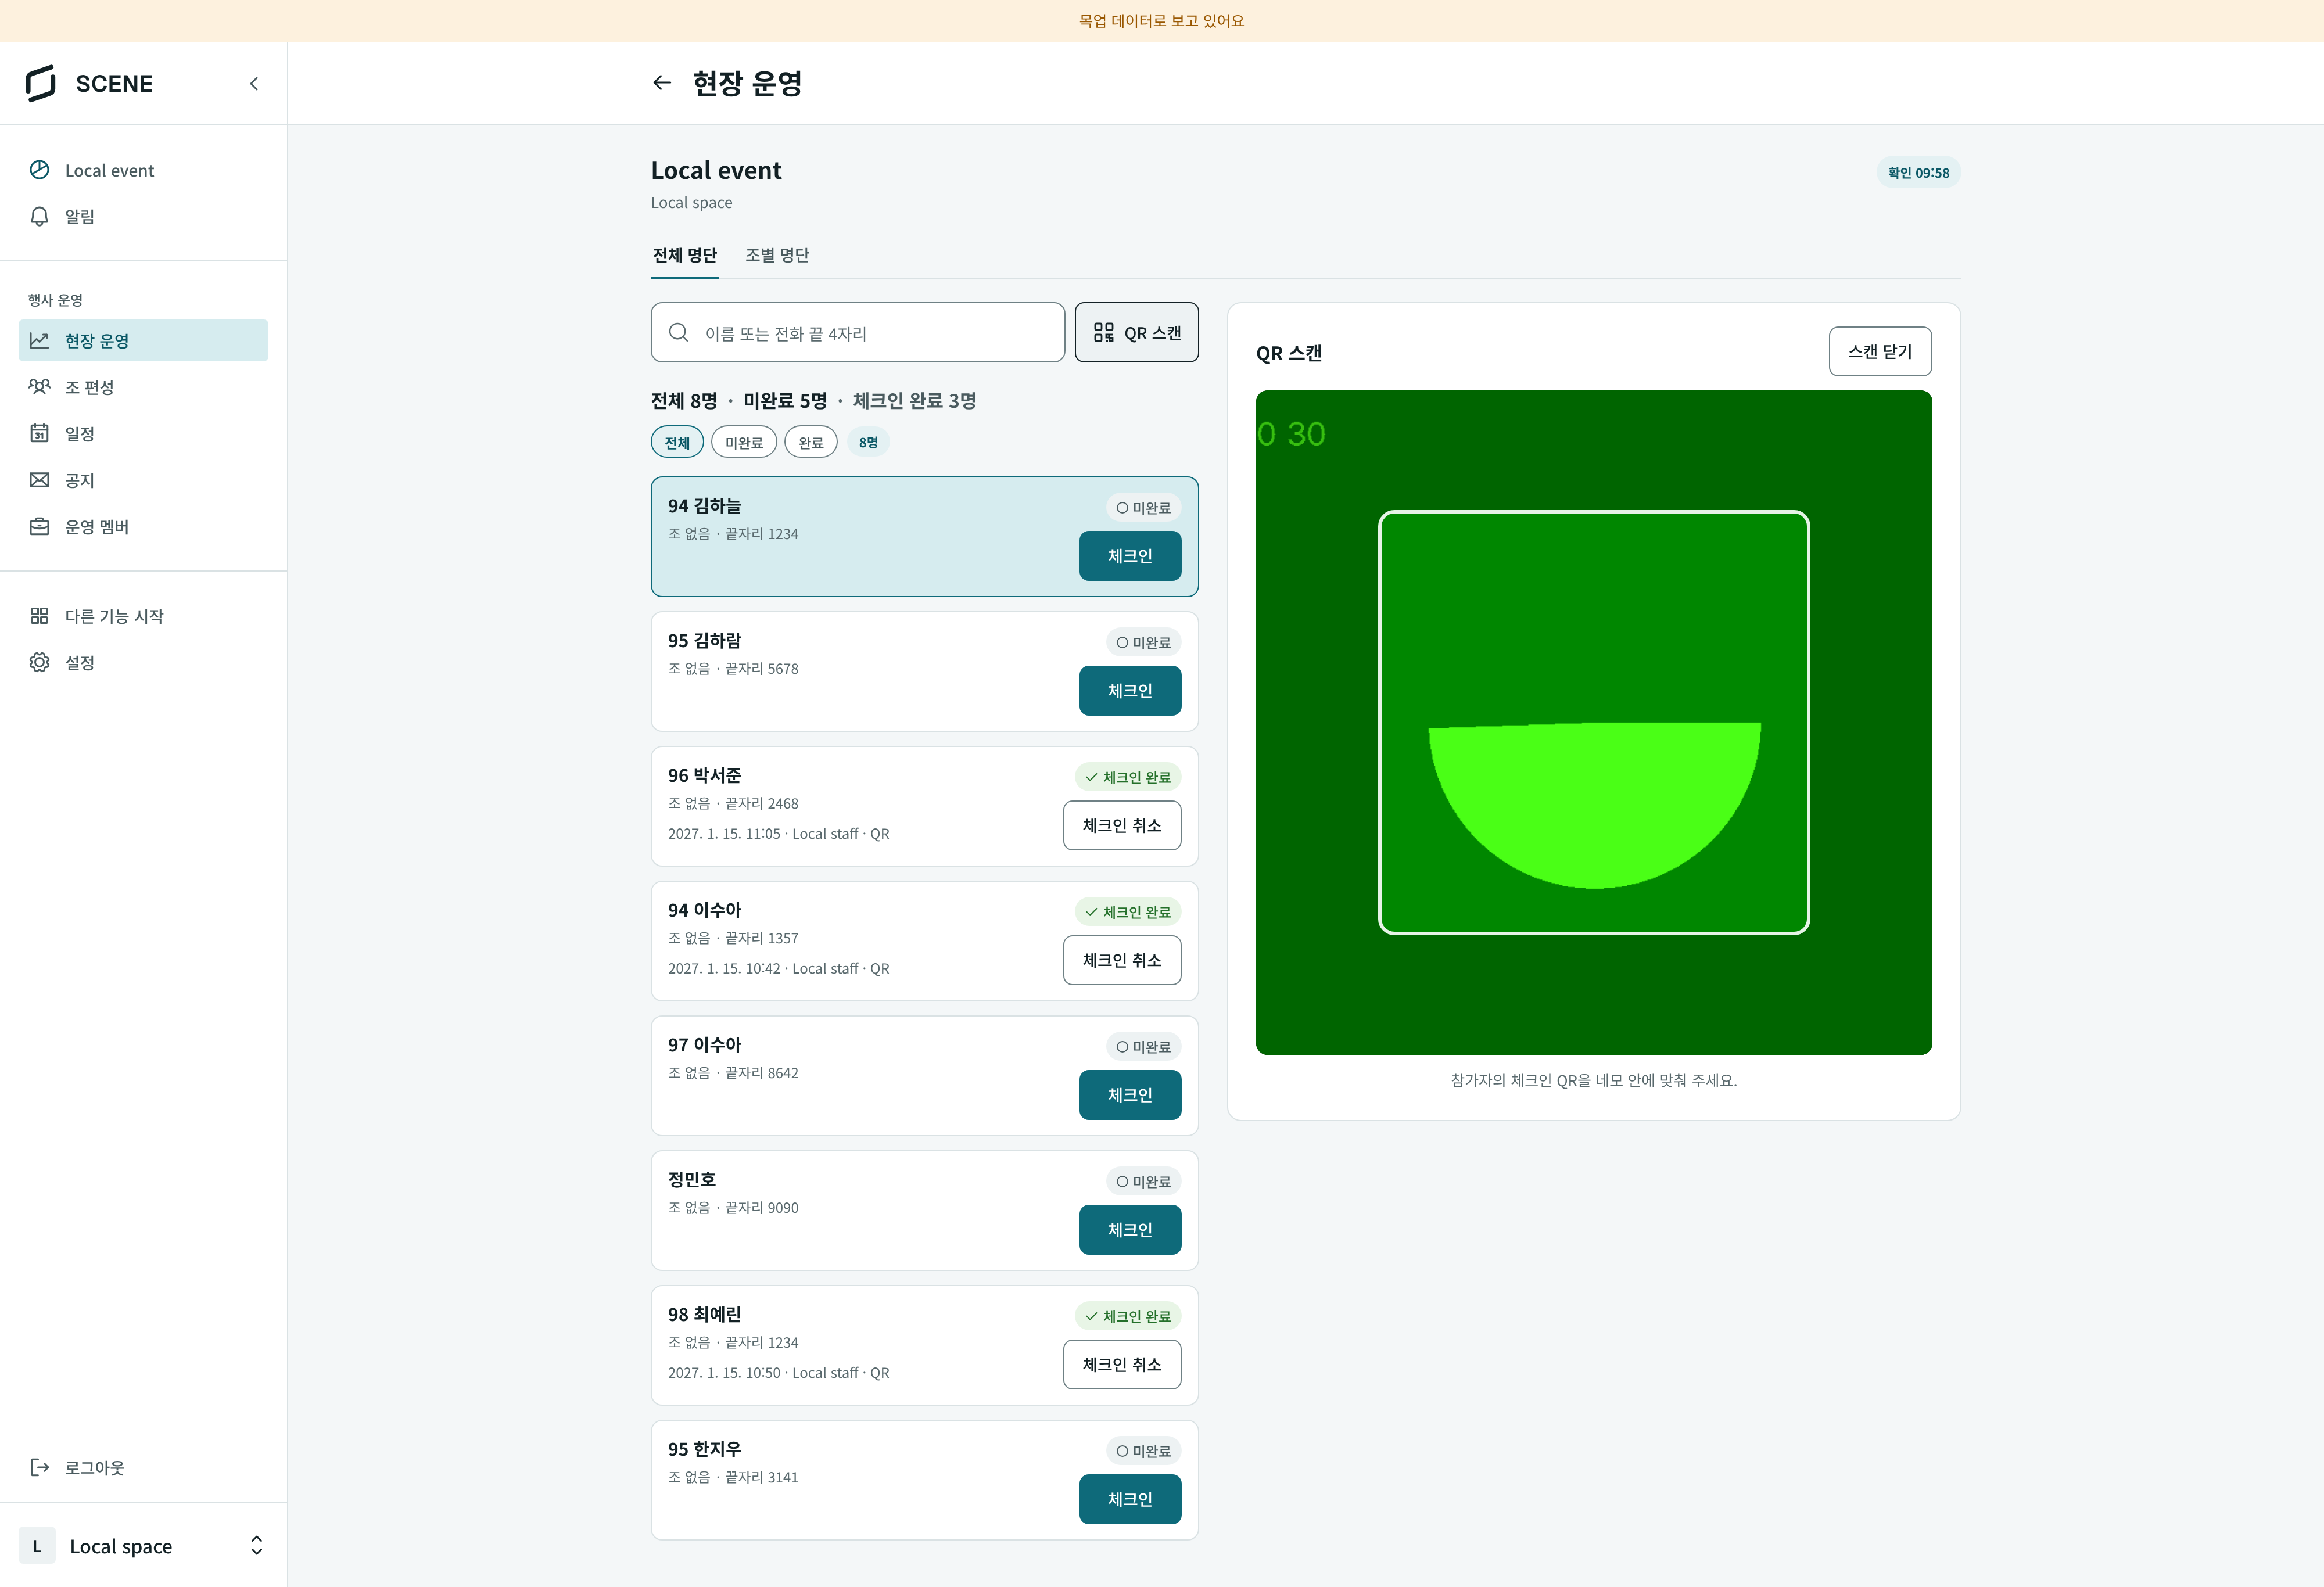 목업 데이터로 보고 있어요
SCENE
현장 운영
Local event
알림
행사 운영
현장 운영
조 편성
일정
공지
운영 멤버
다른 기능 시작
설정
로그아웃
L Local space
Local event
확인 09:58
Local space
전체 명단 조별 명단
이름 또는 전화 끝 4자리
QR 스캔
전체 8명 · 미완료 5명 · 체크인 완료 3명
전체 미완료 완료 8명
94 김하늘
미완료
조 없음 · 끝자리 1234
체크인
95 김하람
미완료
조 없음 · 끝자리 5678
체크인
96 박서준
체크인 완료
조 없음 · 끝자리 2468
2027. 1. 15. 11:05 · Local staff · QR
체크인 취소
94 이수아
체크인 완료
조 없음 · 끝자리 1357
2027. 1. 15. 10:42 · Local staff · QR
체크인 취소
97 이수아
미완료
조 없음 · 끝자리 8642
체크인
정민호
미완료
조 없음 · 끝자리 9090
체크인
98 최예린
체크인 완료
조 없음 · 끝자리 1234
2027. 1. 15. 10:50 · Local staff · QR
체크인 취소
95 한지우
미완료
조 없음 · 끝자리 3141
체크인
QR 스캔
스캔 닫기
0 30
참가자의 체크인 QR을 네모 안에 맞춰 주세요.